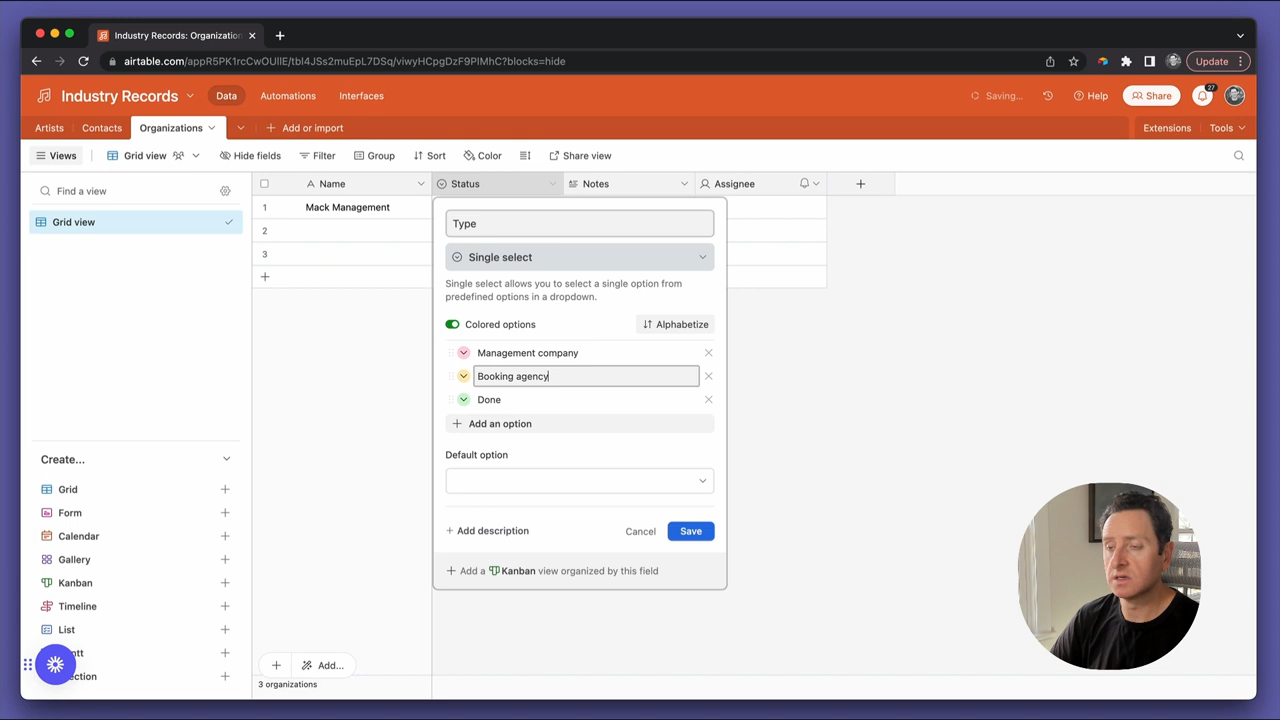 Industry Records: Organization
airtable.com/appR5PK1rcCwOUIIE/tbl4JSs2muEpL7DSq/viwyHCpgDzF9PIMhC?blocks=hide
Update
Industry Records
Data
Automations
Interfaces
Saving...
Help
Share
27
Artists
Contacts
Organizations
Add or import
Extensions
Tools
Views
Grid view
Hide fields
Filter
Group
Sort
Color
Share view
Find a view
Grid view
Name
Status
Notes
Assignee
1
Mack Management
2
3
Type
Single select
Single select allows you to select a single option from
predefined options in a dropdown.
Colored options
Alphabetize
Management company
Booking agency
Done
Add an option
Default option
Add description
Cancel
Save
Add a Kanban view organized by this field
Create...
Grid
Form
Calendar
Gallery
Kanban
Timeline
List
Add...
3 organizations